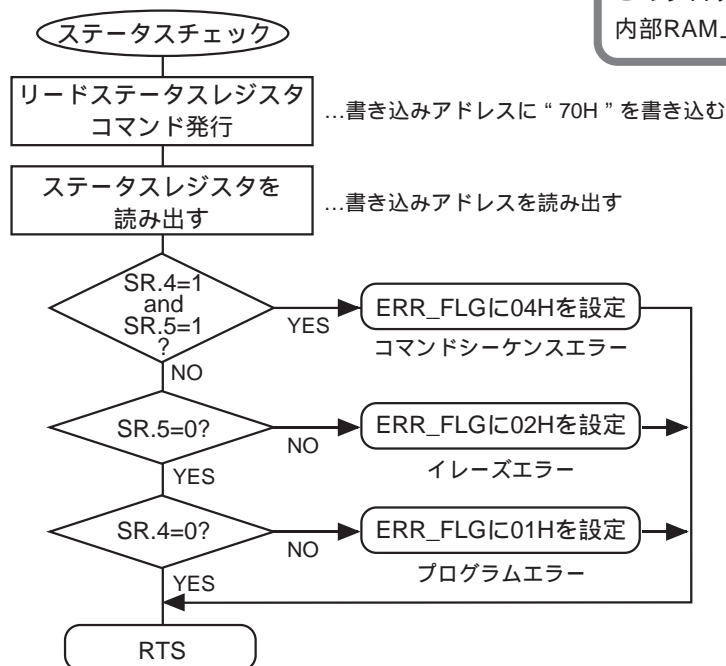 内部RAM上
ステータスチェック
リードステータスレジスタ
コマンド発行
…書き込みアドレスに “ 70H ” を書き込む
ステータスレジスタを
読み出す
…書き込みアドレスを読み出す
SR.4=1
and
SR.5=1
?
YES
ERR_FLGに04Hを設定
コマンドシーケンスエラー
NO
SR.5=0?
NO
ERR_FLGに02Hを設定
イレーズエラー
YES
SR.4=0?
NO
ERR_FLGに01Hを設定
プログラムエラー
YES
RTS